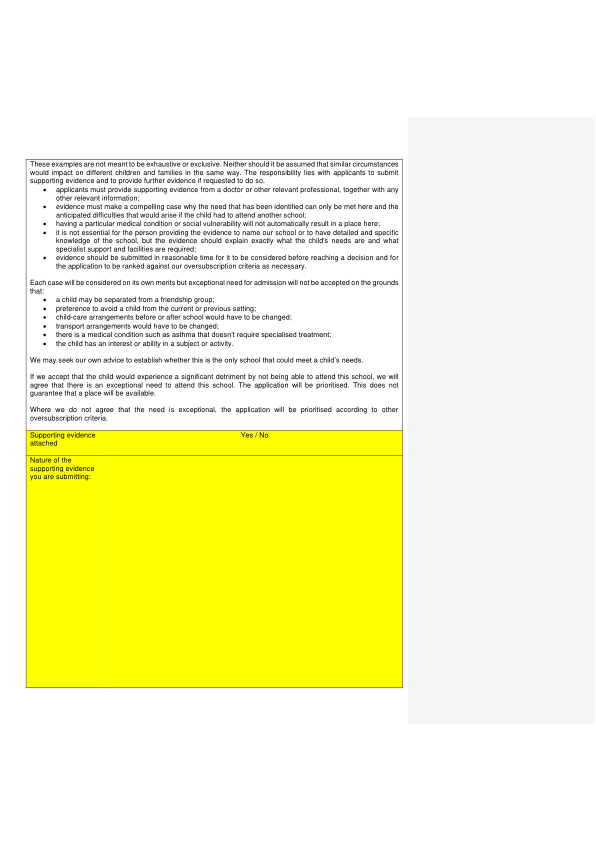 These examples are not meant to be exhaustive or exclusive. Neither should it be assumed that similar circumstances
would impact on different children and families in the same way. The responsibility lies with applicants to submit
supporting evidence and to provide further evidence if requested to do so.
• applicants must provide supporting evidence from a doctor or other relevant professional, together with any
other relevant information;
• evidence must make a compelling case why the need that has been identified can only be met here and the
anticipated difficulties that would arise if the child had to attend another school;
• having a particular medical condition or social vulnerability will not automatically result in a place here;
• it is not essential for the person providing the evidence to name our school or to have detailed and specific
knowledge of the school, but the evidence should explain exactly what the child's needs are and what
specialist support and facilities are required;
• evidence should be submitted in reasonable time for it to be considered before reaching a decision and for
the application to be ranked against our oversubscription criteria as necessary.
Each case will be considered on its own merits but exceptional need for admission will not be accepted on the grounds
that:
• a child may be separated from a friendship group;
• preference to avoid a child from the current or previous setting;
• child-care arrangements before or after school would have to be changed;
• transport arrangements would have to be changed;
• there is a medical condition such as asthma that doesn't require specialised treatment;
• the child has an interest or ability in a subject or activity.
We may seek our own advice to establish whether this is the only school that could meet a child's needs.
If we accept that the child would experience a significant detriment by not being able to attend this school, we will
agree that there is an exceptional need to attend this school. The application will be prioritised. This does not
guarantee that a place will be available.
Where we do not agree that the need is exceptional, the application will be prioritised according to other
oversubscription criteria.
Supporting evidence
attached
Yes / No
Nature of the
supporting evidence
you are submitting: